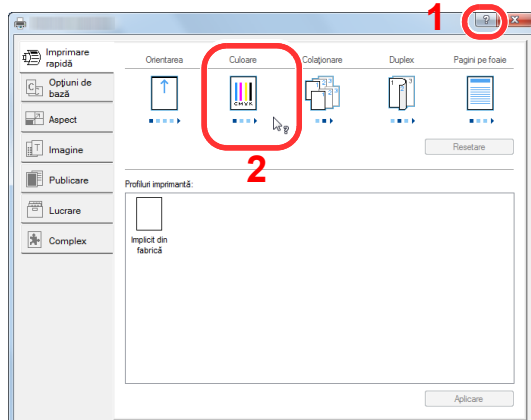 1
?
X
Imprimare
rapidă
Opțiuni de
bază
Aspect
Imagine
Publicare
Lucrare
Complex
Orientarea
Culoare
Colaționare
Duplex
Pagini pe foaie
CMYK
2
Resetare
Profiluri imprimantă:
Implicit din
fabrică
Aplicare